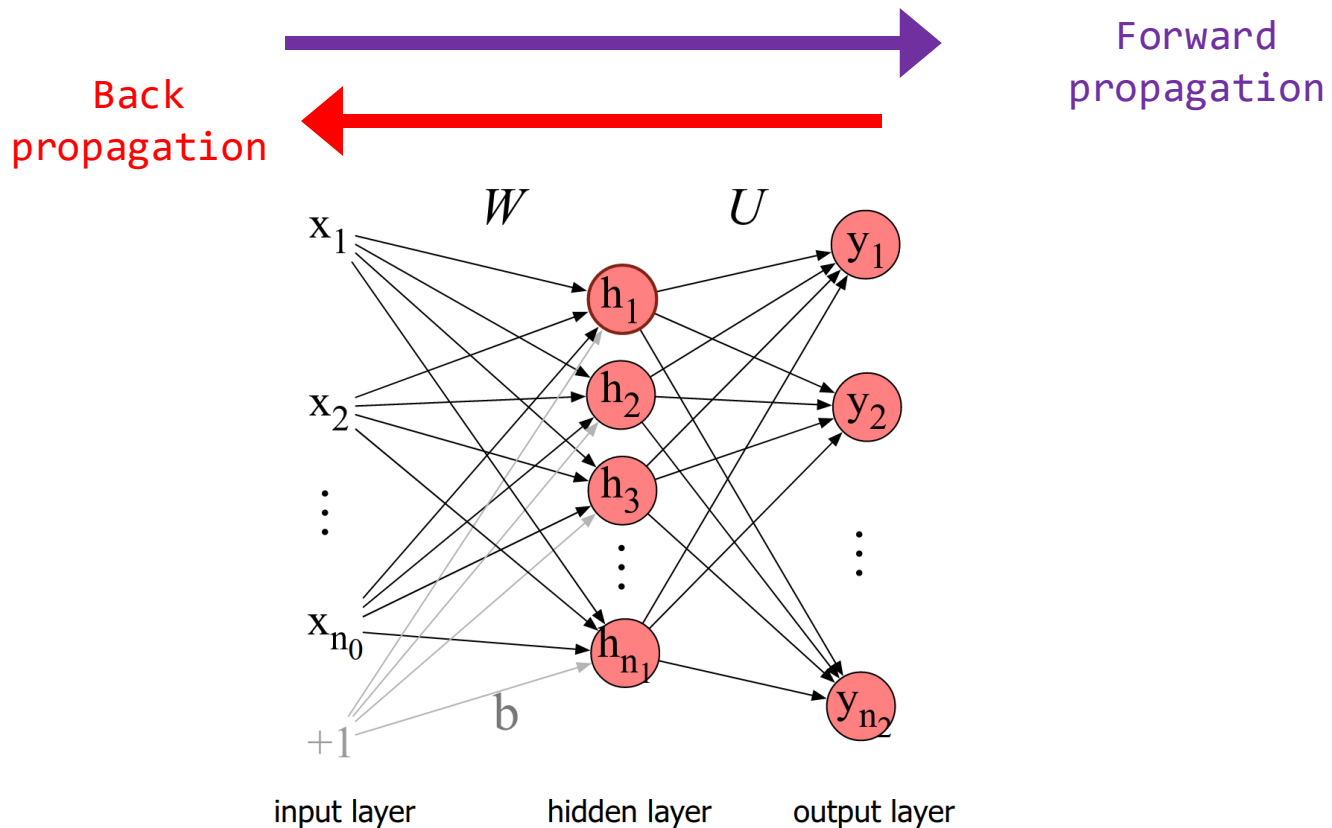 Forward
propagation
Back
propagation
W U
x₁
h₁
y₁
x₂
h₂
y₂
h₃
⋮
⋮
⋮
xₙ₀
hₙ₁
yₙ₂
b
+1
input layer hidden layer output layer